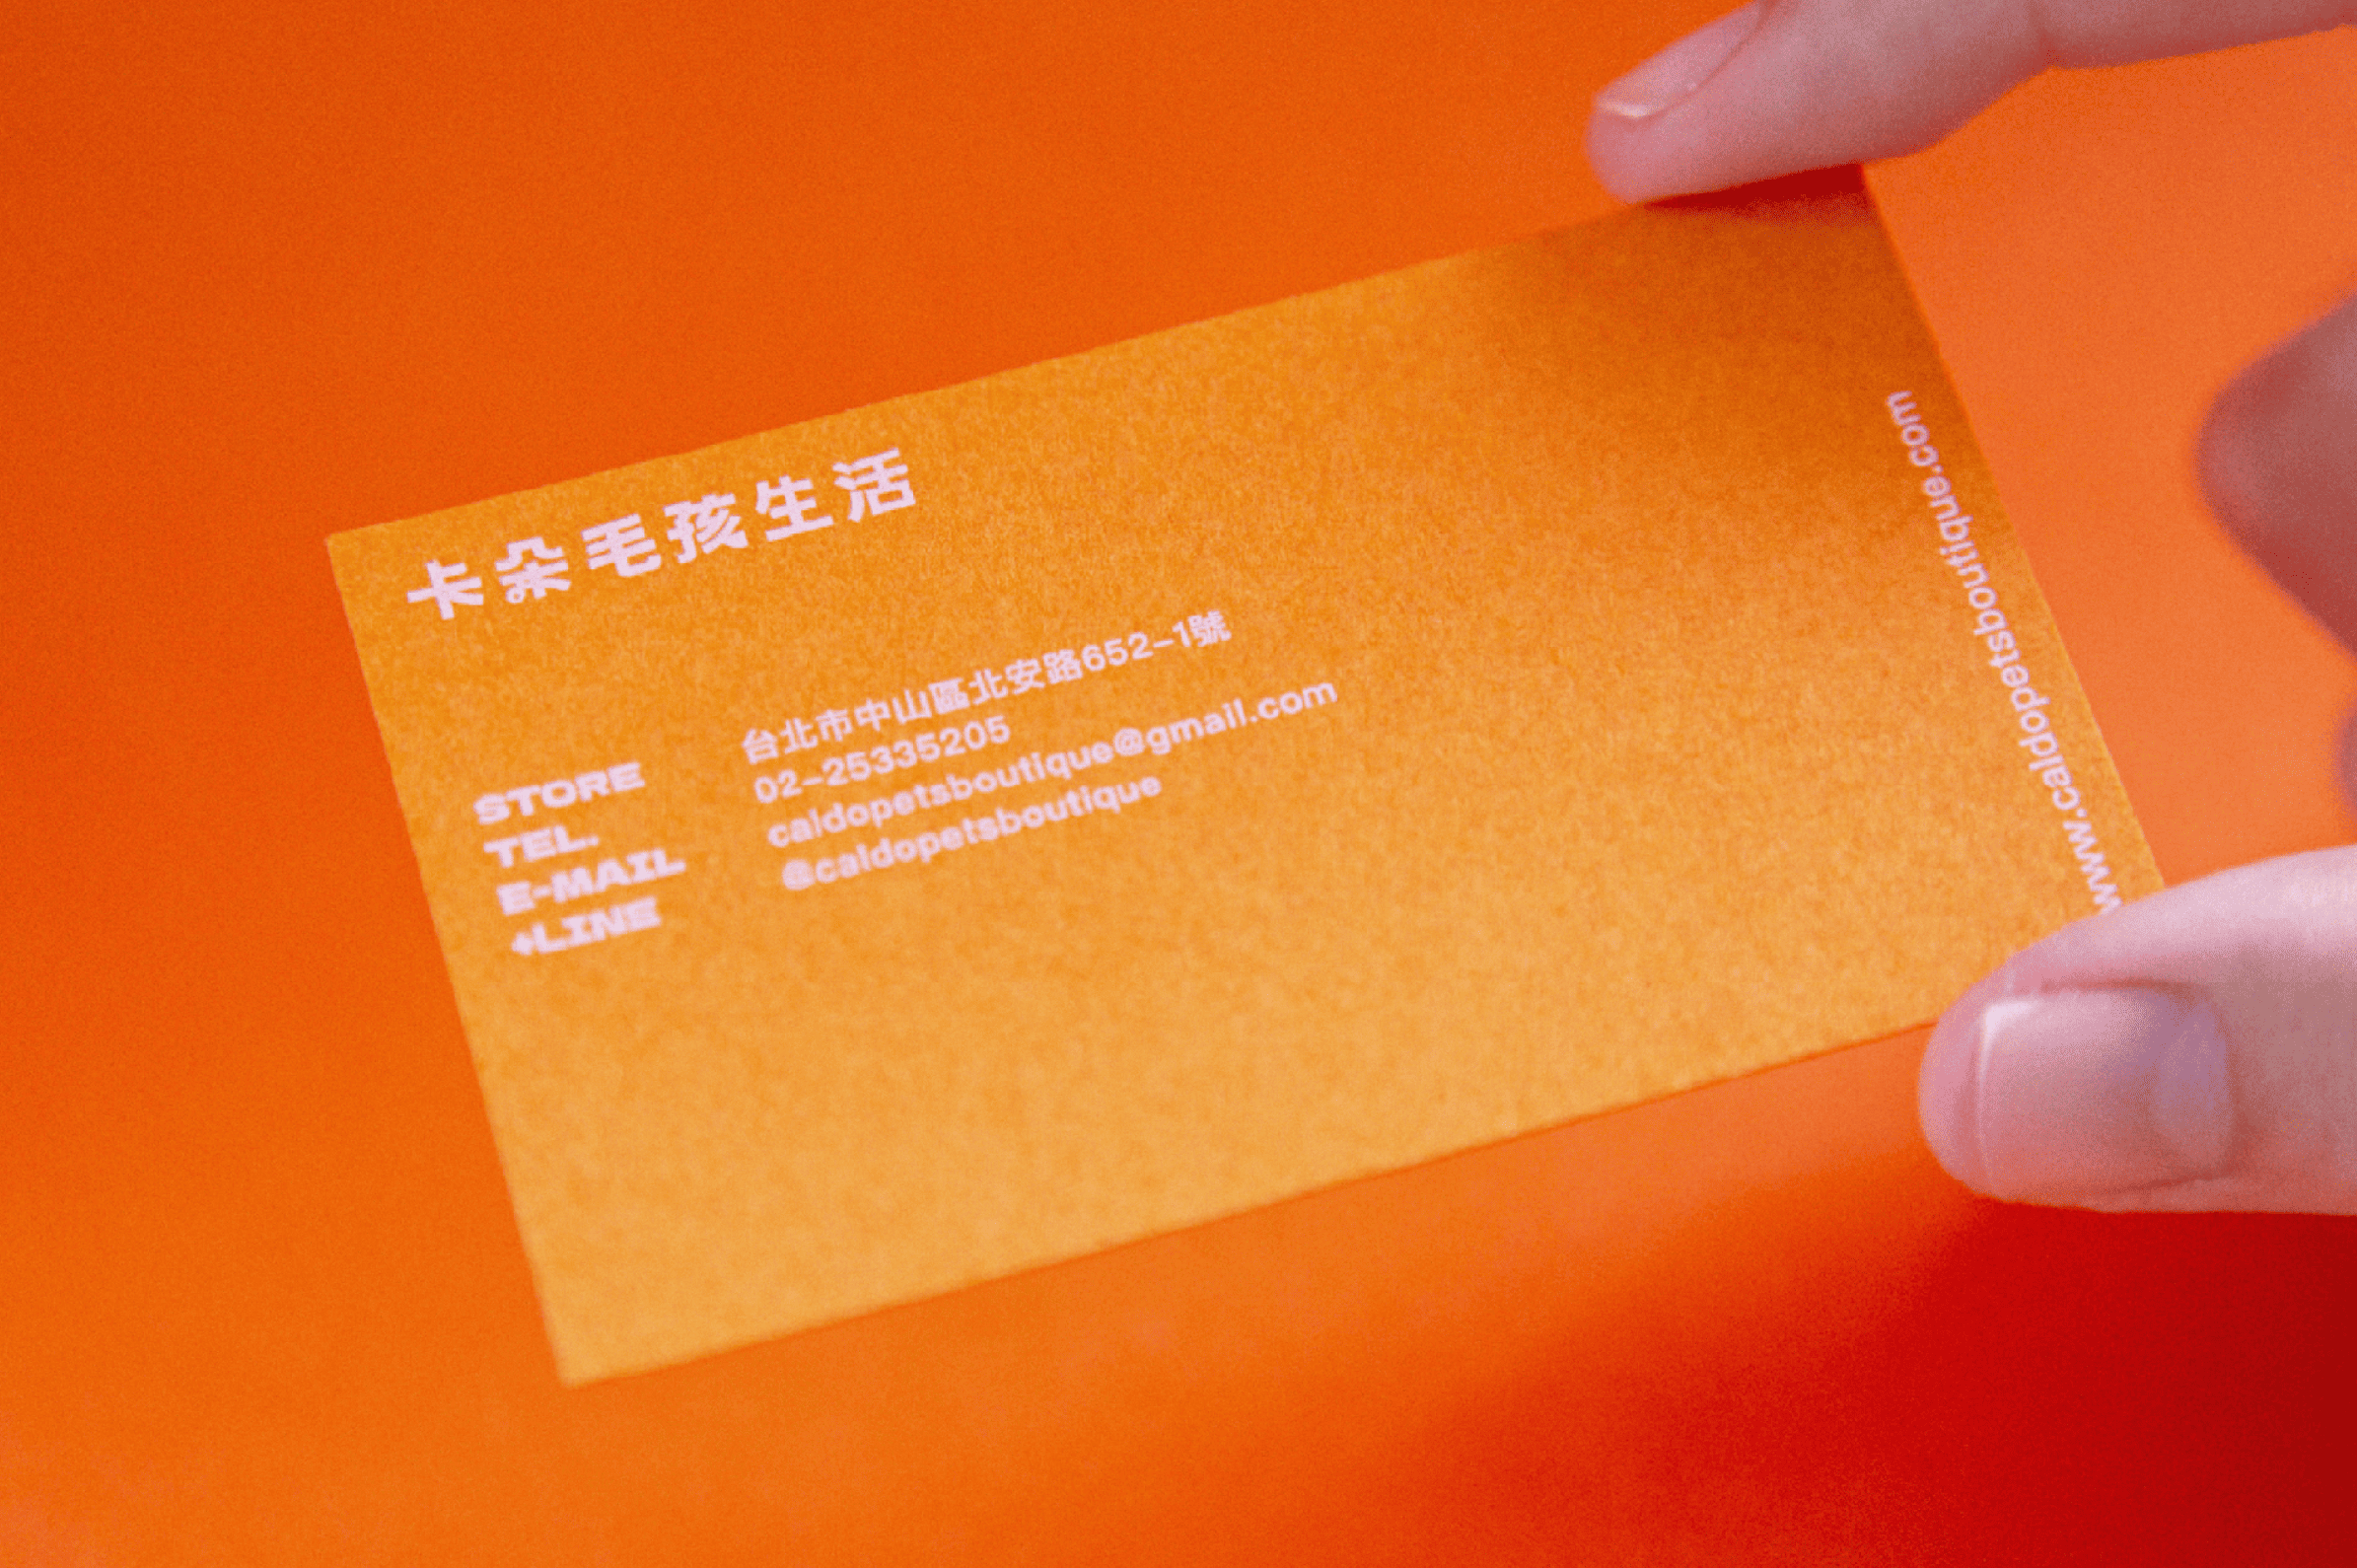 卡朵毛孩生活
STORE 台北市中山區北安路652-1號
TEL. 02-25335205
E-MAIL caldopetsboutique@gmail.com
+LINE @caldopetsboutique
www.caldopetsboutique.com